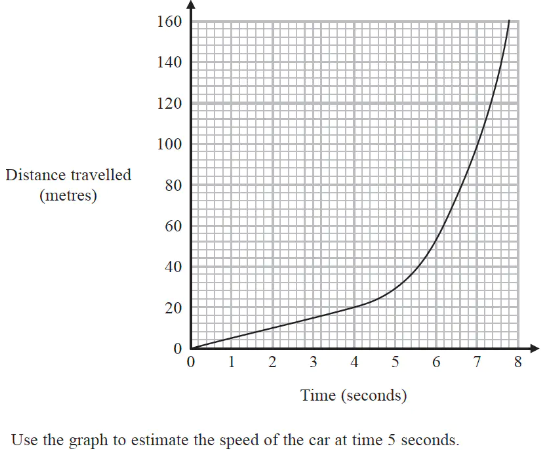 160
140
120
100
Distance travelled
(metres)
80
60
40
20
0
0 1 2 3 4 5 6 7 8
Time (seconds)
Use the graph to estimate the speed of the car at time 5 seconds.